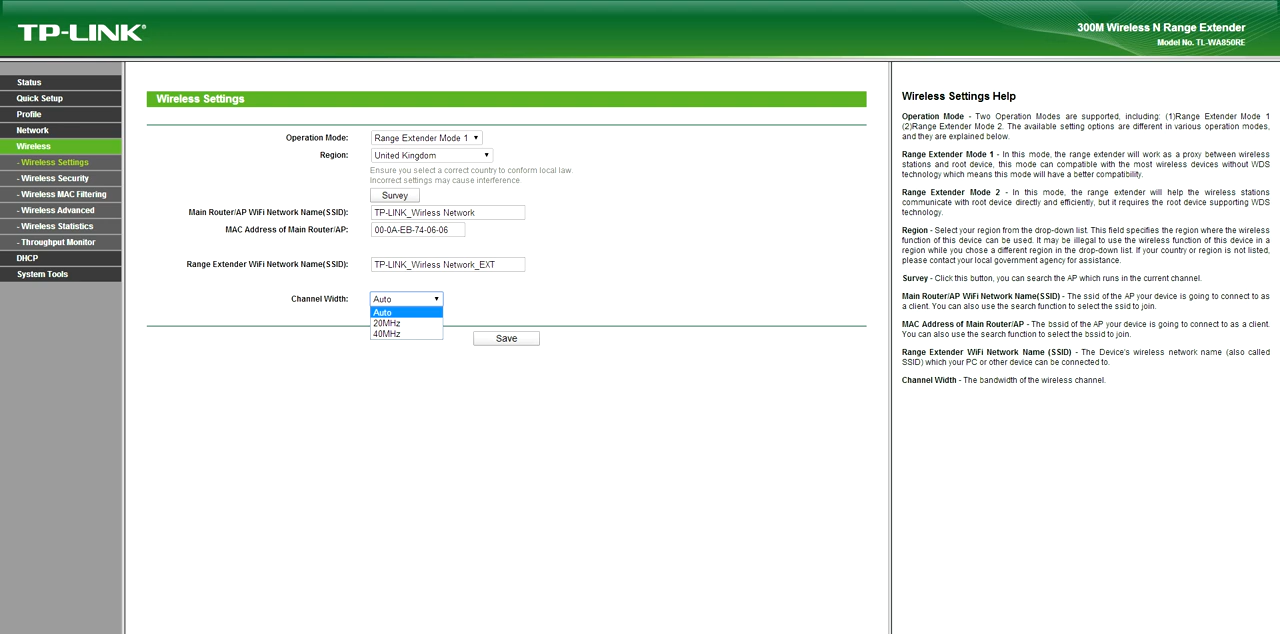 TP-LINK®
300M Wireless N Range Extender
Model No. TL-WA850RE
Status
Quick Setup
Profile
Network
Wireless
- Wireless Settings
- Wireless Security
- Wireless MAC Filtering
- Wireless Advanced
- Wireless Statistics
- Throughput Monitor
DHCP
System Tools
Wireless Settings
Operation Mode: Range Extender Mode 1
Region: United Kingdom
Ensure you select a correct country to conform local law.
Incorrect settings may cause interference
Survey
Main Router/AP WiFi Network Name(SSID): TP-LINK_Wirless Network
MAC Address of Main Router/AP: 00-0A-EB-74-06-06
Range Extender WiFi Network Name(SSID): TP-LINK_Wirless Network_EXT
Channel Width: Auto
Auto
20MHz
40MHz
Save
Wireless Settings Help
Operation Mode - Two Operation Modes are supported, including: (1)Range Extender Mode 1
(2)Range Extender Mode 2. The available setting options are different in various operation modes,
and they are explained below.
Range Extender Mode 1 - In this mode, the range extender will work as a proxy between wireless
stations and root device, this mode can compatible with the most wireless devices without WDS
technology which means this mode will have a better compatibility.
Range Extender Mode 2 - In this mode, the range extender will help the wireless stations
communicate with root device directly and efficiently, but it requires the root device supporting WDS
technology.
Region - Select your region from the drop-down list. This field specifies the region where the wireless
function of this device can be used. It may be illegal to use the wireless function of this device in a
region while you chose a different region in the drop-down list. If your country or region is not listed,
please contact your local government agency for assistance.
Survey - Click this button, you can search the AP which runs in the current channel.
Main Router/AP WiFi Network Name(SSID) - The ssid of the AP your device is going to connect to as
a client. You can also use the search function to select the ssid to join.
MAC Address of Main Router/AP - The bssid of the AP your device is going to connect to as a client.
You can also use the search function to select the bssid to join.
Range Extender WiFi Network Name (SSID) - The Device's wireless network name (also called
SSID) which your PC or other device can be connected to.
Channel Width - The bandwidth of the wireless channel.